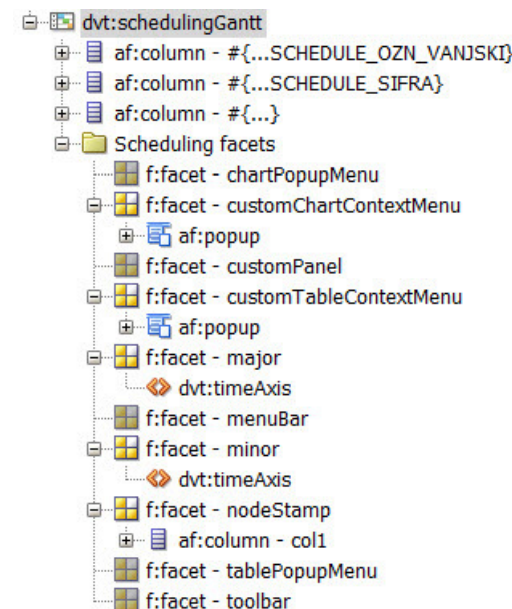 dvt:schedulingGantt
af:column - #{...SCHEDULE_OZN_VANJSKI}
af:column - #{...SCHEDULE_SIFRA}
af:column - #{...}
Scheduling facets
f:facet - chartPopupMenu
f:facet - customChartContextMenu
af:popup
f:facet - customPanel
f:facet - customTableContextMenu
af:popup
f:facet - major
dvt:timeAxis
f:facet - menuBar
f:facet - minor
dvt:timeAxis
f:facet - nodeStamp
af:column - col1
f:facet - tablePopupMenu
f:facet - toolbar